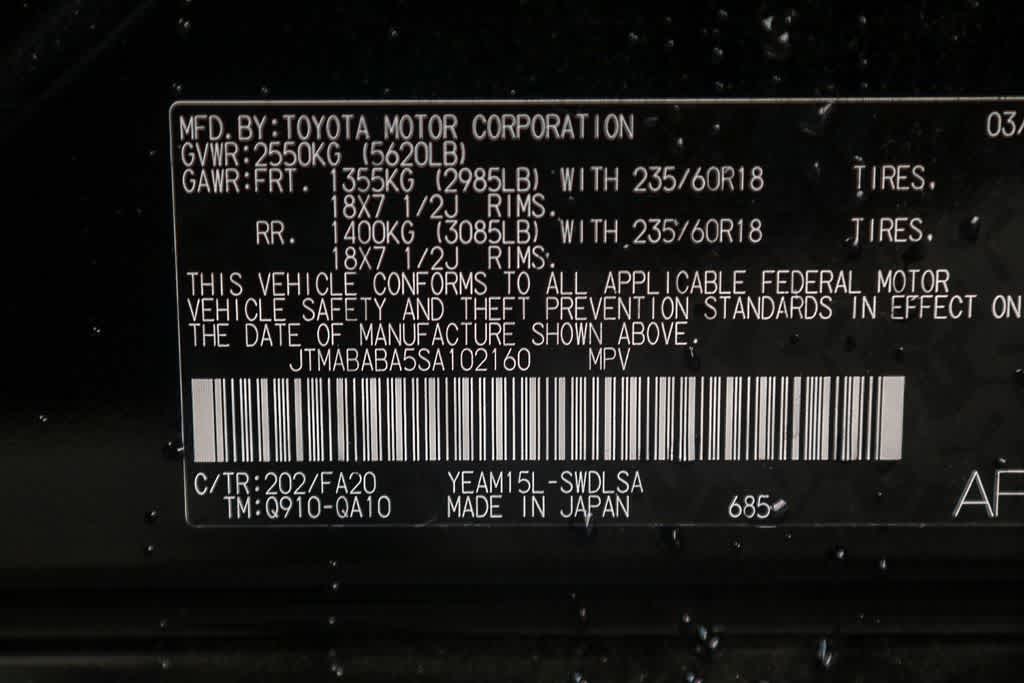 MFD.BY:TOYOTA MOTOR CORPORATION 03/
GVWR:2550KG (5620LB)
GAWR:FRT. 1355KG (2985LB) WITH 235/60R18 TIRES.
18X7 1/2J RIMS.
RR. 1400KG (3085LB) WITH 235/60R18 TIRES.
18X7 1/2J RIMS.
THIS VEHICLE CONFORMS TO ALL APPLICABLE FEDERAL MOTOR
VEHICLE SAFETY AND THEFT PREVENTION STANDARDS IN EFFECT ON
THE DATE OF MANUFACTURE SHOWN ABOVE.
JTMABABA5SA102160 MPV
C/TR:202/FA20 YEAM15L-SWDLSA
TM:Q910-QA10 MADE IN JAPAN 685